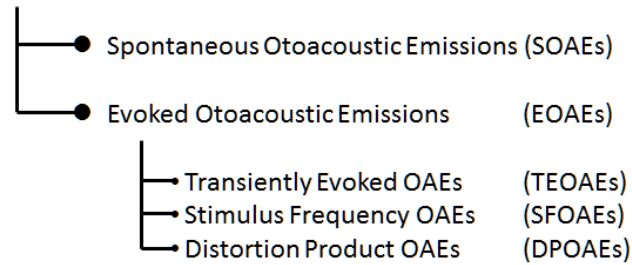 Spontaneous Otoacoustic Emissions (SOAEs)
Evoked Otoacoustic Emissions (EOAEs)
Transiently Evoked OAEs (TEOAEs)
Stimulus Frequency OAEs (SFOAEs)
Distortion Product OAEs (DPOAEs)